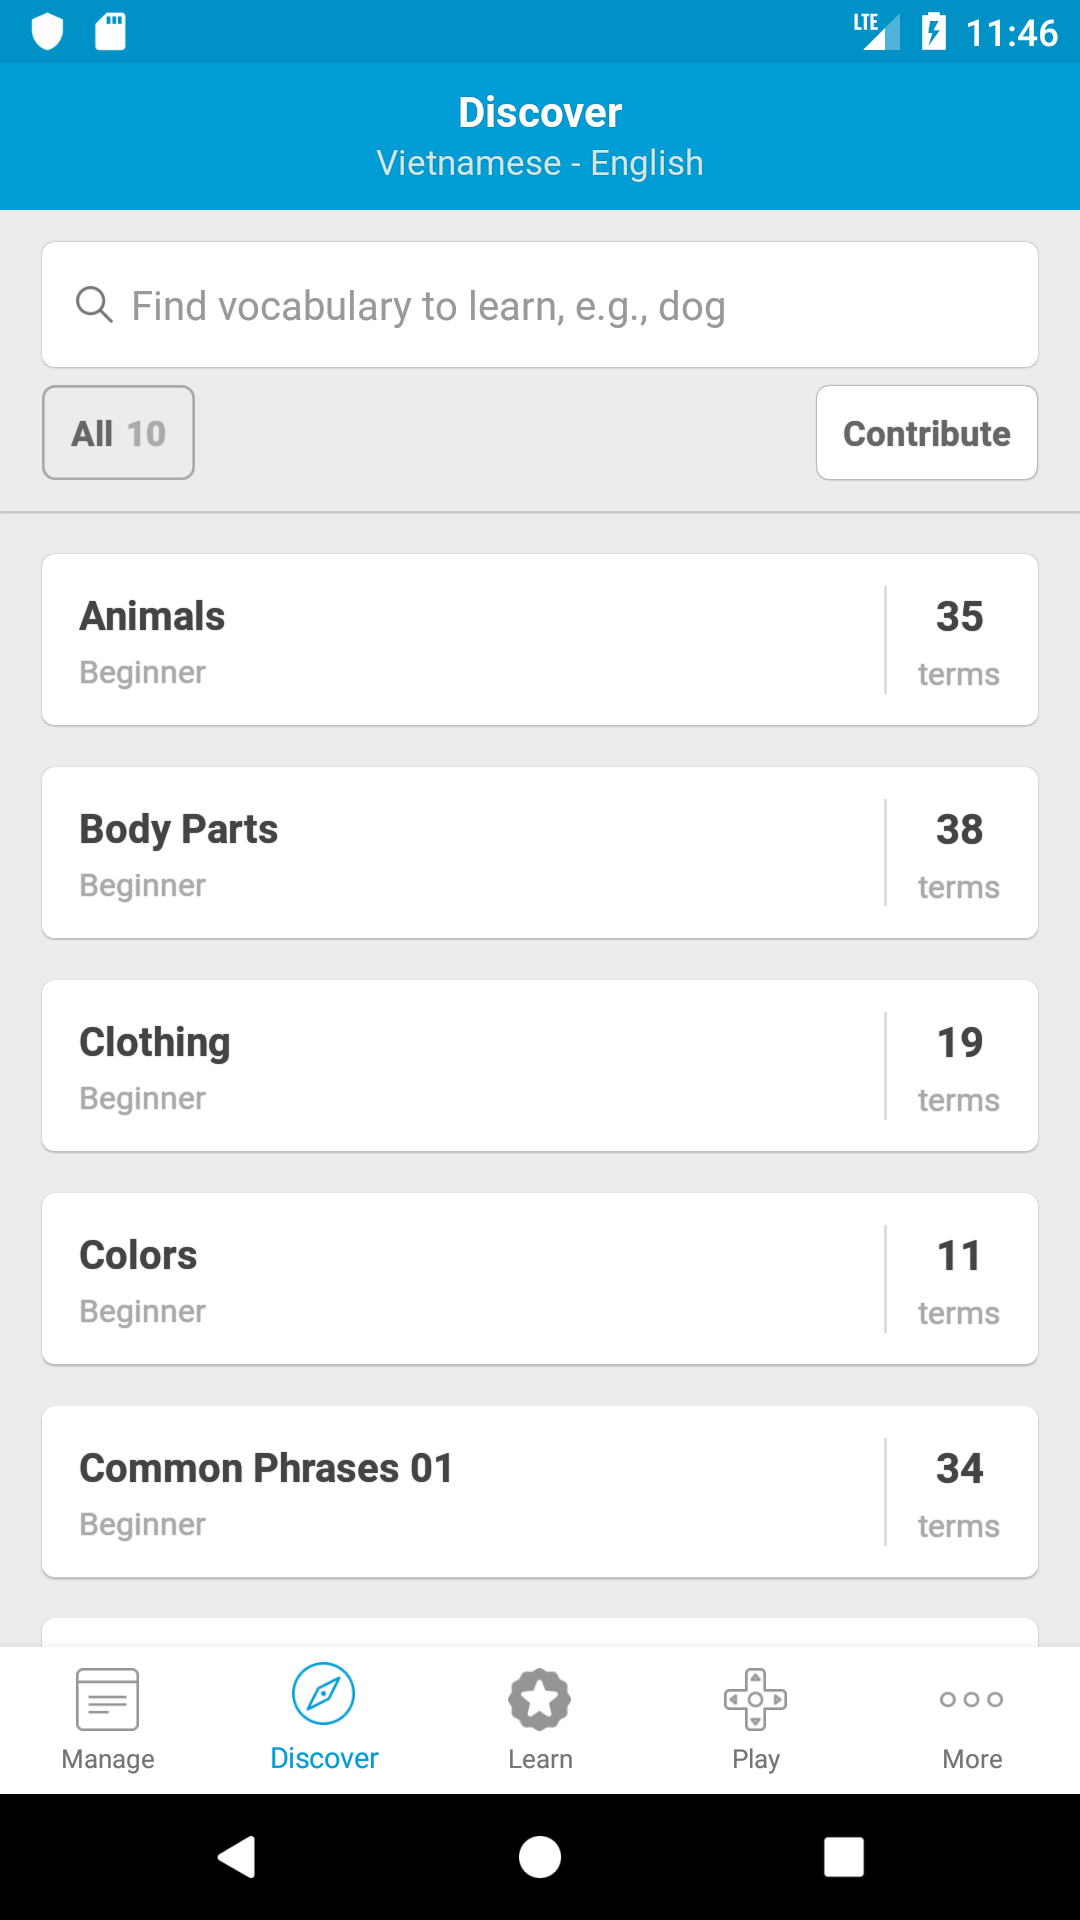 LTE 11:46
Discover
Vietnamese - English
Find vocabulary to learn, e.g., dog
All 10
Contribute
Animals
Beginner
35
terms
Body Parts
Beginner
38
terms
Clothing
Beginner
19
terms
Colors
Beginner
11
terms
Common Phrases 01
Beginner
34
terms
Manage
Discover
Learn
Play
More